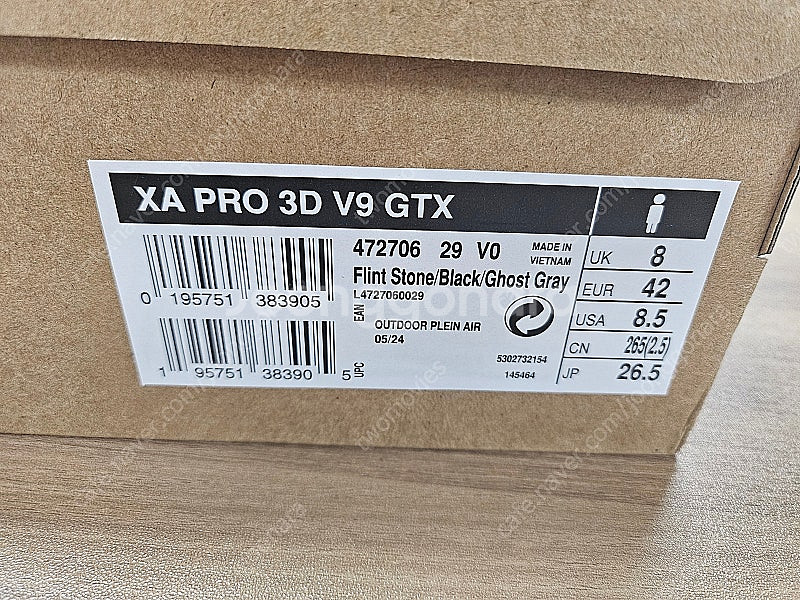 XA PRO 3D V9 GTX
472706 29 V0
MADE IN
VIETNAM
Flint Stone/Black/Ghost Gray
L4727060029
0 195751 383905
EAN
OUTDOOR PLEIN AIR
05/24
5302732154
145464
1 95751 38390 5
UPC
UK 8
EUR 42
USA 8.5
CN 265(2.5)
JP 26.5